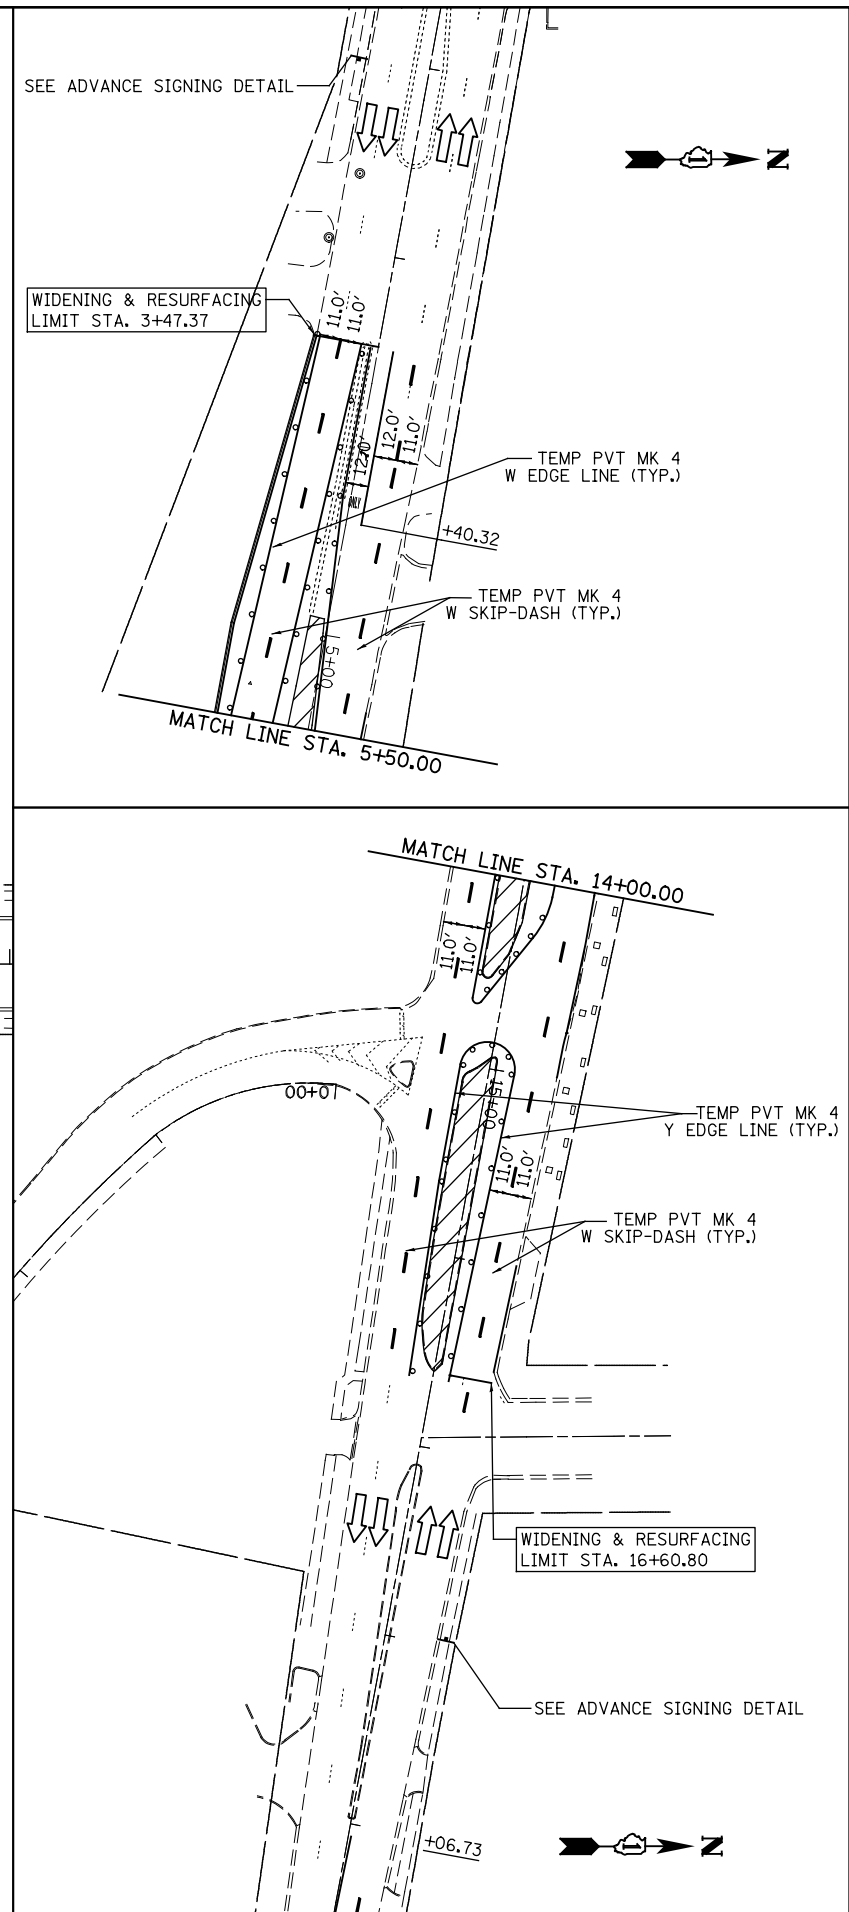 SEE ADVANCE SIGNING DETAIL
N
WIDENING & RESURFACING
LIMIT STA. 3+47.37
11.0'
11.0'
12.0'
11.0'
12.0'
ONLY
TEMP PVT MK 4
W EDGE LINE (TYP.)
+40.32
TEMP PVT MK 4
W SKIP-DASH (TYP.)
5+00
MATCH LINE STA. 5+50.00
MATCH LINE STA. 14+00.00
11.0'
11.0'
10+00
15+00
TEMP PVT MK 4
Y EDGE LINE (TYP.)
11.0'
11.0'
TEMP PVT MK 4
W SKIP-DASH (TYP.)
WIDENING & RESURFACING
LIMIT STA. 16+60.80
SEE ADVANCE SIGNING DETAIL
+06.73
N